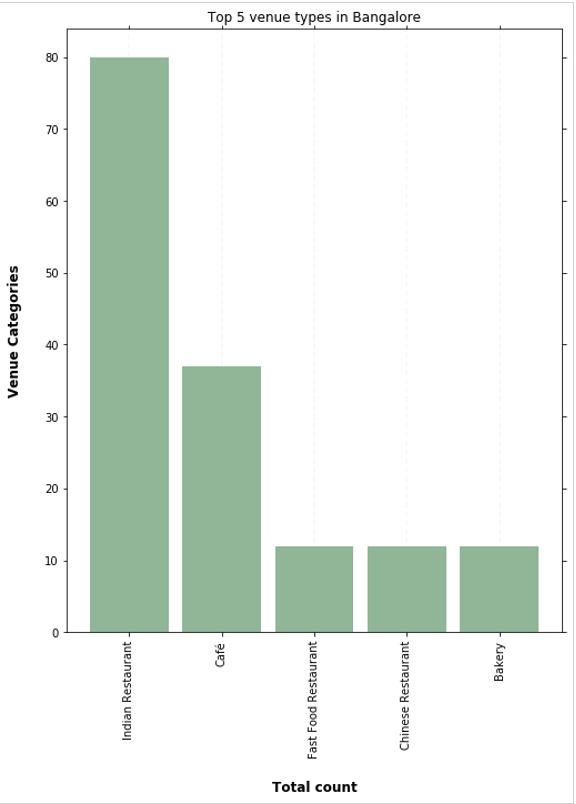 Top 5 venue types in Bangalore
80
70
60
50
40
30
20
10
0
Venue Categories
Indian Restaurant
Café
Fast Food Restaurant
Chinese Restaurant
Bakery
Total count